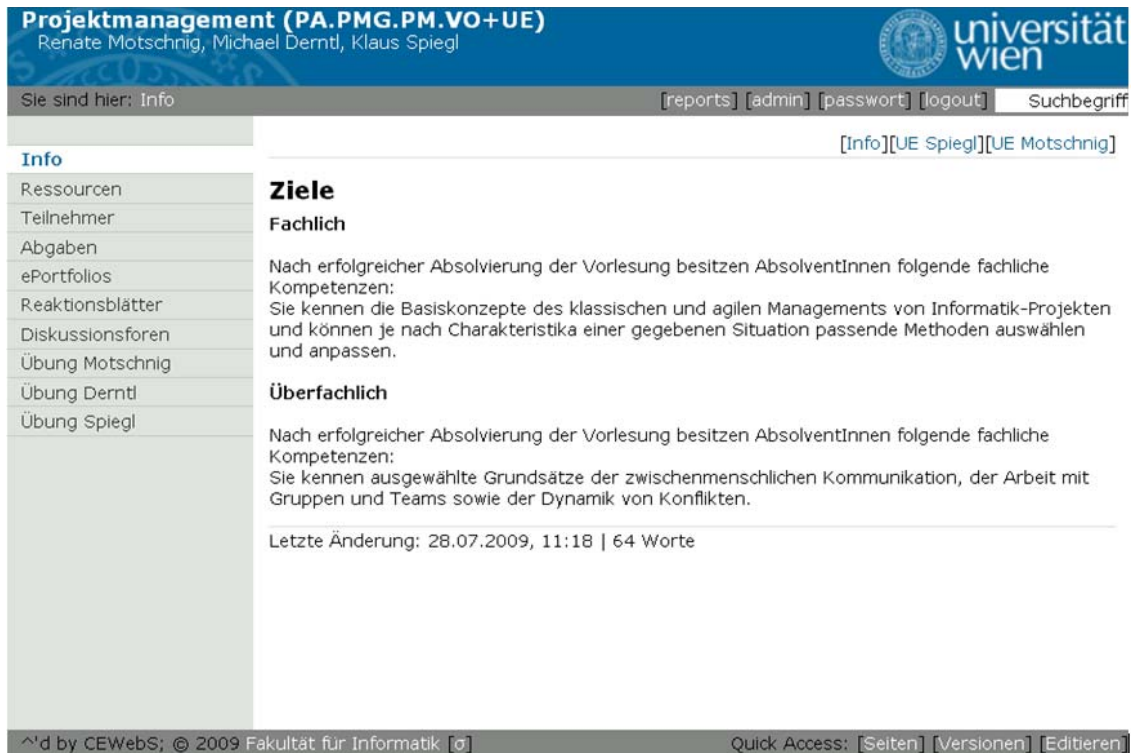 Projektmanagement (PA.PMG.PM.VO+UE)
Renate Motschnig, Michael Derntl, Klaus Spiegl
universität
wien
Sie sind hier: Info
[reports] [admin] [passwort] [logout]
Suchbegriff
[Info][UE Spiegl][UE Motschnig]
Info
Ressourcen
Teilnehmer
Abgaben
ePortfolios
Reaktionsblätter
Diskussionsforen
Übung Motschnig
Übung Derntl
Übung Spiegl
Ziele
Fachlich
Nach erfolgreicher Absolvierung der Vorlesung besitzen AbsolventInnen folgende fachliche
Kompetenzen:
Sie kennen die Basiskonzepte des klassischen und agilen Managements von Informatik-Projekten
und können je nach Charakteristika einer gegebenen Situation passende Methoden auswählen
und anpassen.
Überfachlich
Nach erfolgreicher Absolvierung der Vorlesung besitzen AbsolventInnen folgende fachliche
Kompetenzen:
Sie kennen ausgewählte Grundsätze der zwischenmenschlichen Kommunikation, der Arbeit mit
Gruppen und Teams sowie der Dynamik von Konflikten.
Letzte Änderung: 28.07.2009, 11:18 | 64 Worte
^'d by CEWebS; © 2009 Fakultät für Informatik [σ]
Quick Access: [Seiten] [Versionen] [Editieren]